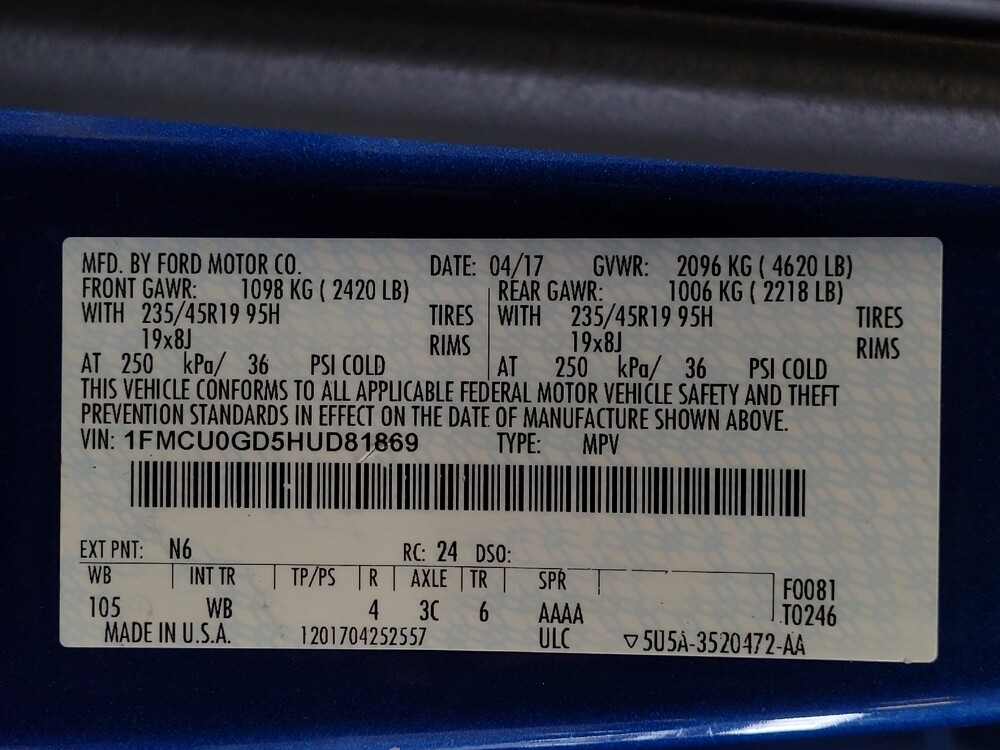 MFD. BY FORD MOTOR CO. DATE: 04/17 GVWR: 2096 KG ( 4620 LB)
FRONT GAWR: 1098 KG ( 2420 LB) REAR GAWR: 1006 KG ( 2218 LB)
WITH 235/45R19 95H TIRES WITH 235/45R19 95H TIRES
19x8J RIMS 19x8J RIMS
AT 250 kPa/ 36 PSI COLD AT 250 kPa/ 36 PSI COLD
THIS VEHICLE CONFORMS TO ALL APPLICABLE FEDERAL MOTOR VEHICLE SAFETY AND THEFT
PREVENTION STANDARDS IN EFFECT ON THE DATE OF MANUFACTURE SHOWN ABOVE.
VIN: 1FMCU0GD5HUD81869 TYPE: MPV
EXT PNT: N6 RC: 24 DSO:
WB INT TR TP/PS R AXLE TR SPR F0081
105 WB 4 3C 6 AAAA T0246
MADE IN U.S.A. 1201704252557 ULC ▽5U5A-3520472-AA